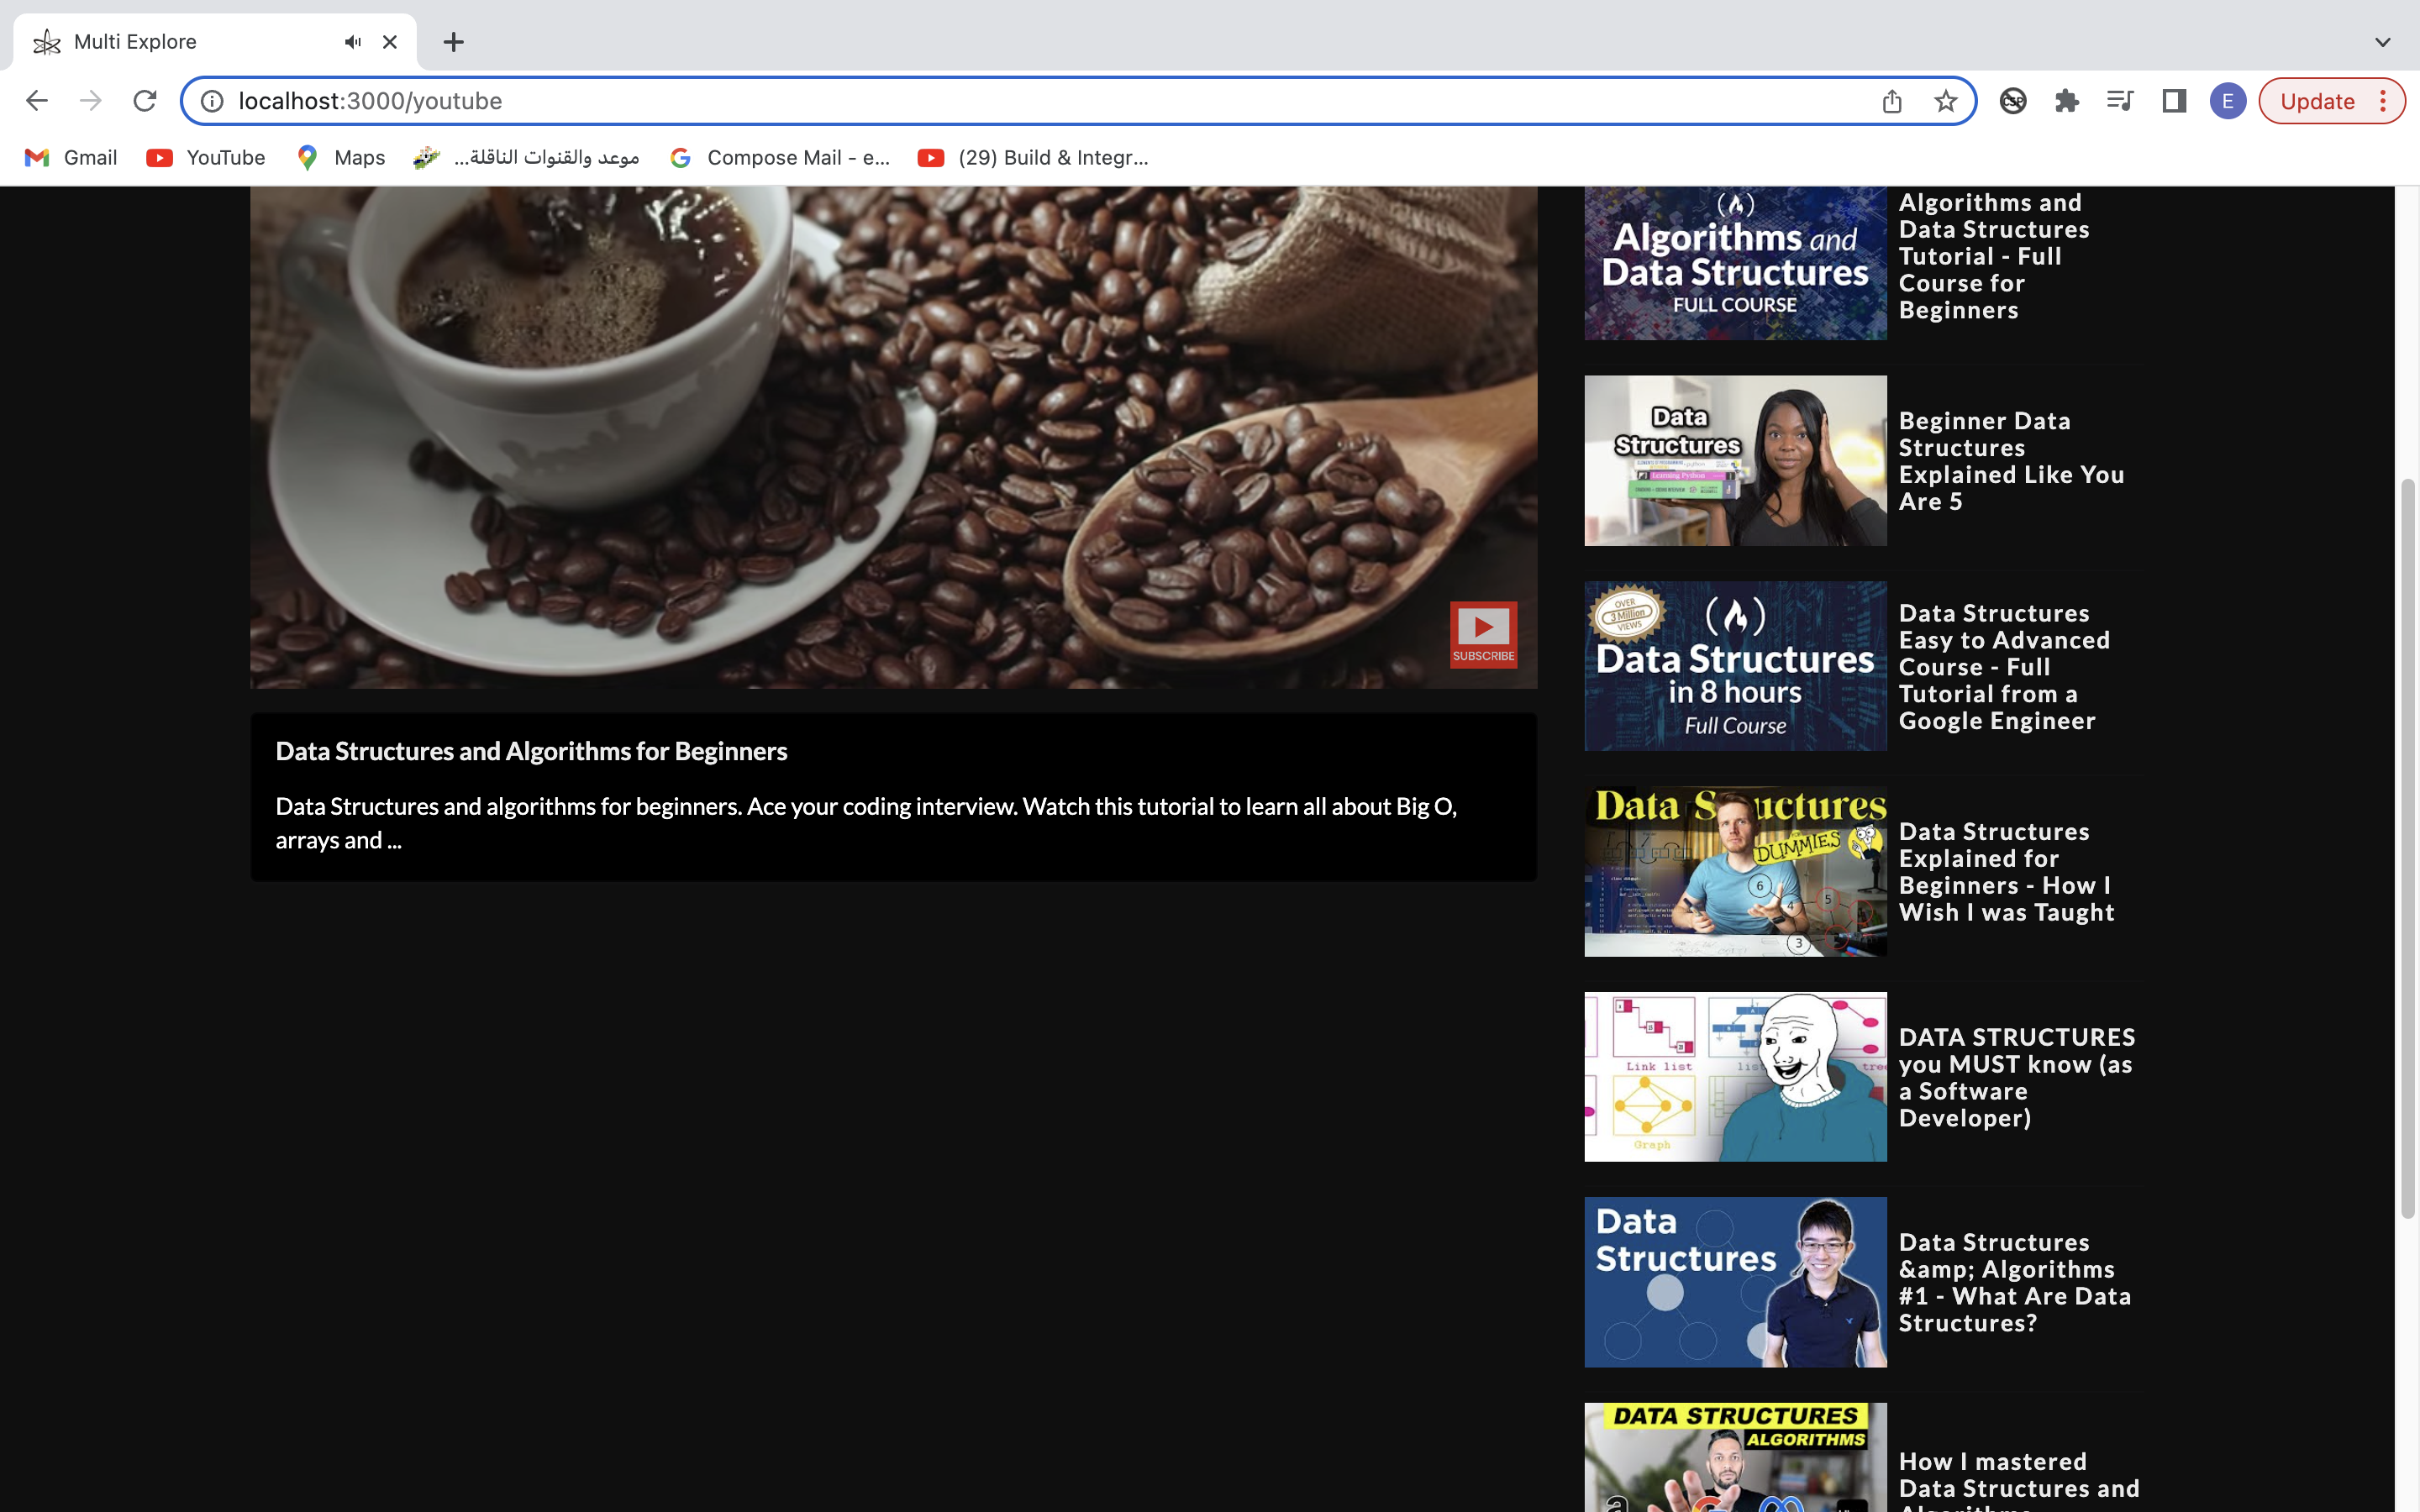 Multi Explore
localhost:3000/youtube
E
Update
Gmail
YouTube
Maps
موعد والقنوات الناقلة...
Compose Mail - e...
(29) Build & Integr...
SUBSCRIBE
Data Structures and Algorithms for Beginners
Data Structures and algorithms for beginners. Ace your coding interview. Watch this tutorial to learn all about Big O,
arrays and ...
Algorithms and
Data Structures
FULL COURSE
Algorithms and
Data Structures
Tutorial - Full
Course for
Beginners
Data
Structures
Learning Python
Beginner Data
Structures
Explained Like You
Are 5
OVER
3 Million
VIEWS
Data Structures
in 8 hours
Full Course
Data Structures
Easy to Advanced
Course - Full
Tutorial from a
Google Engineer
DUMMIES
6
4
5
3
Data Structures
Explained for
Beginners - How I
Wish I was Taught
Link list
Graph
DATA STRUCTURES
you MUST know (as
a Software
Developer)
Data
Structures
Data Structures
&amp; Algorithms
#1 - What Are Data
Structures?
DATA STRUCTURES
ALGORITHMS
How I mastered
Data Structures and